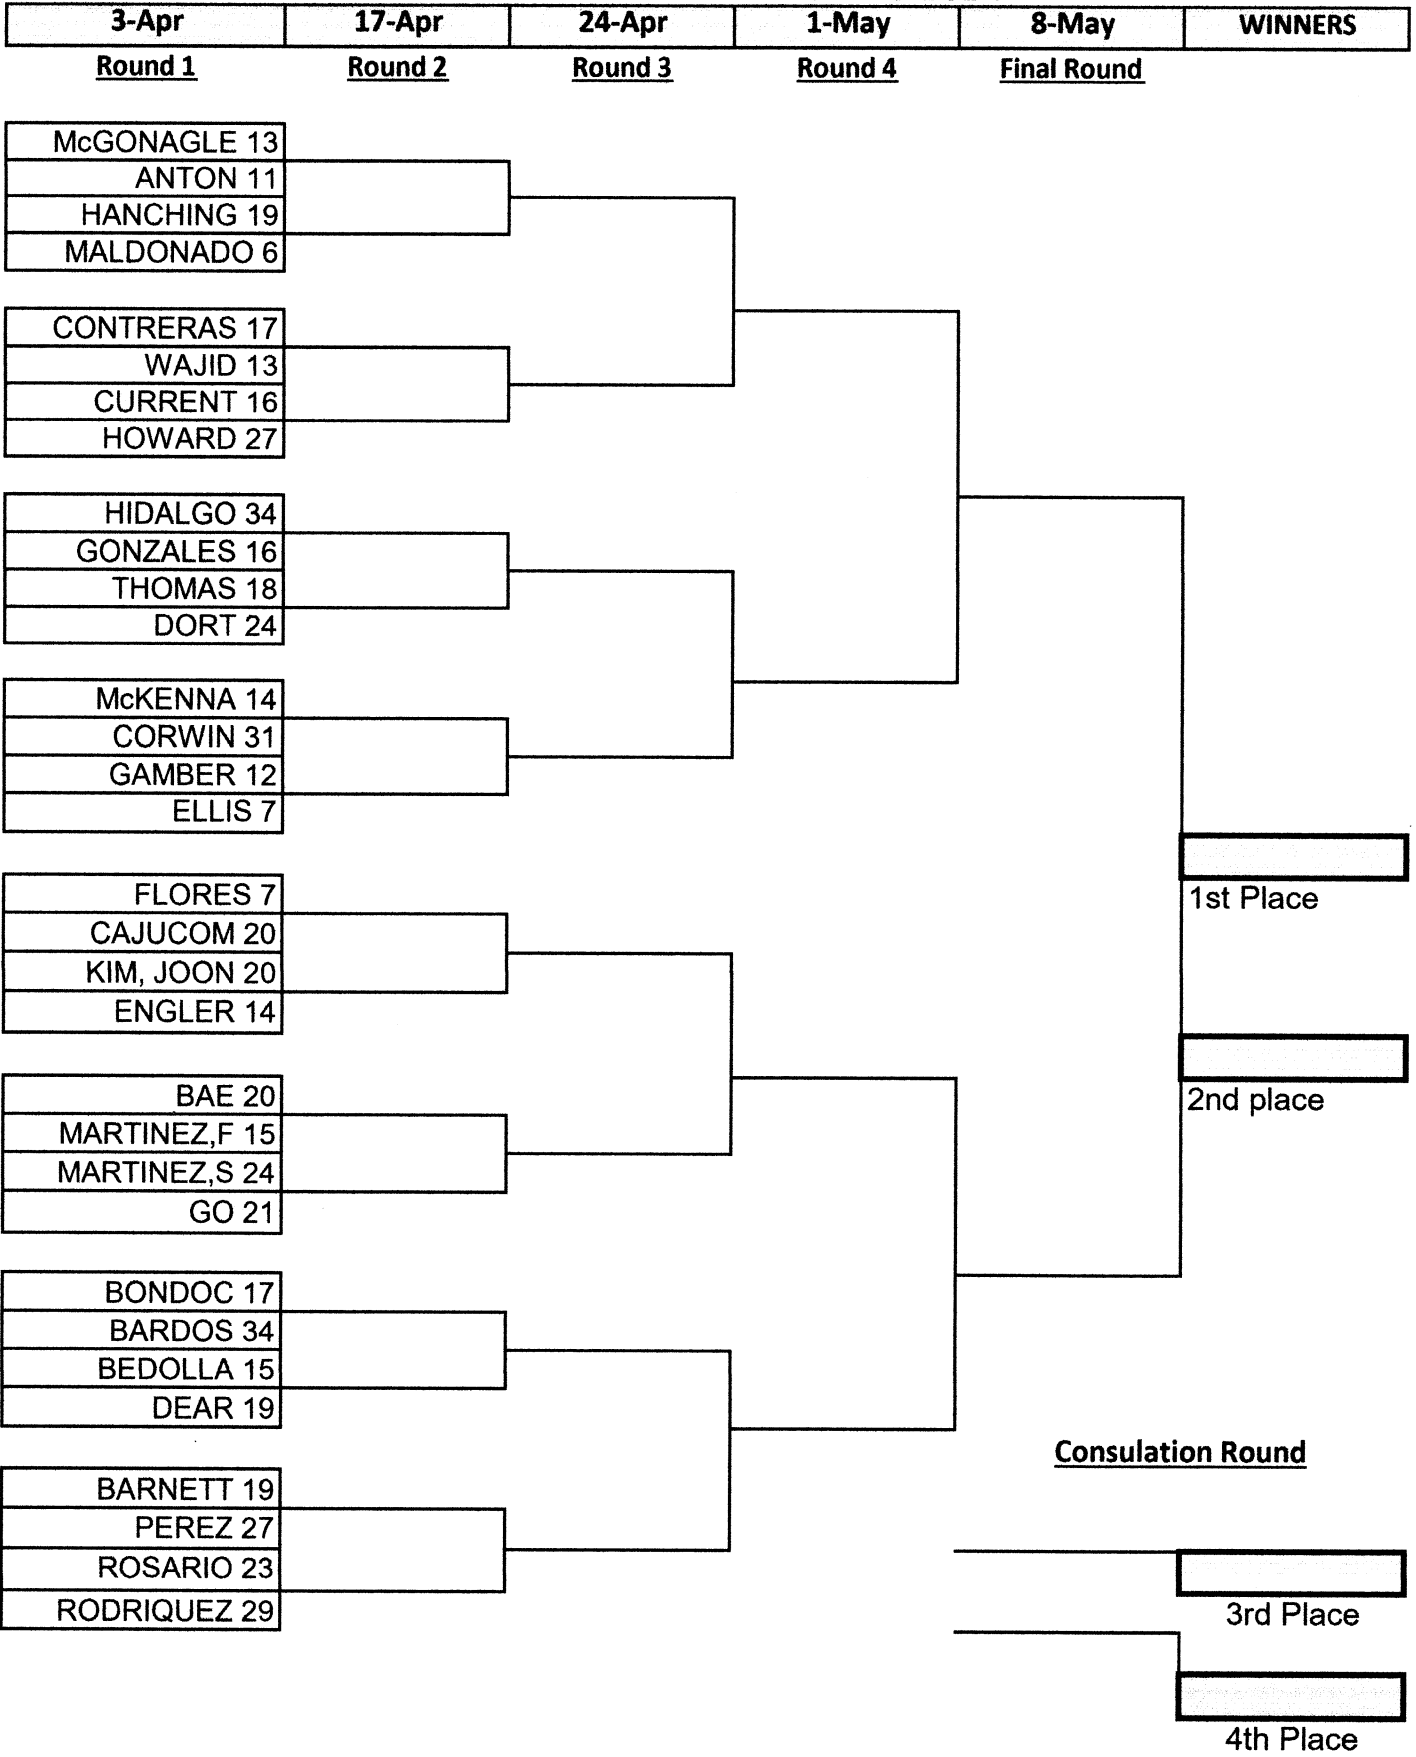 3-Apr 17-Apr 24-Apr 1-May 8-May WINNERS
Round 1 Round 2 Round 3 Round 4 Final Round
McGONAGLE 13
ANTON 11
HANCHING 19
MALDONADO 6
CONTRERAS 17
WAJID 13
CURRENT 16
HOWARD 27
HIDALGO 34
GONZALES 16
THOMAS 18
DORT 24
McKENNA 14
CORWIN 31
GAMBER 12
ELLIS 7
FLORES 7
CAJUCOM 20
KIM, JOON 20
ENGLER 14
BAE 20
MARTINEZ,F 15
MARTINEZ,S 24
GO 21
BONDOC 17
BARDOS 34
BEDOLLA 15
DEAR 19
BARNETT 19
PEREZ 27
ROSARIO 23
RODRIQUEZ 29
1st Place
2nd place
Consulation Round
3rd Place
4th Place